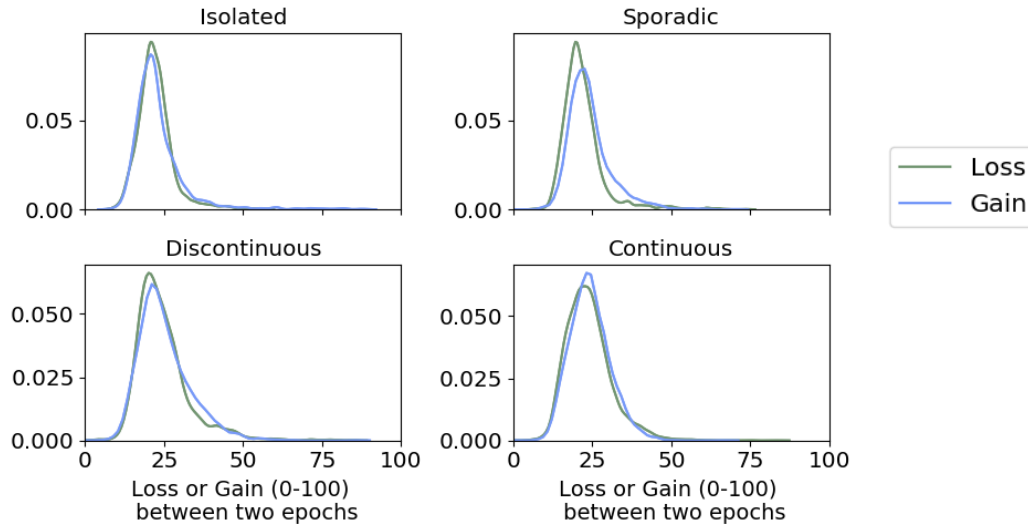 Isolated
Sporadic
0.05
0.00
0.05
0.00
Loss
Gain
Discontinuous
Continuous
0.050
0.025
0.000
0.050
0.025
0.000
0 25 50 75 100
0 25 50 75 100
Loss or Gain (0-100)
between two epochs
Loss or Gain (0-100)
between two epochs